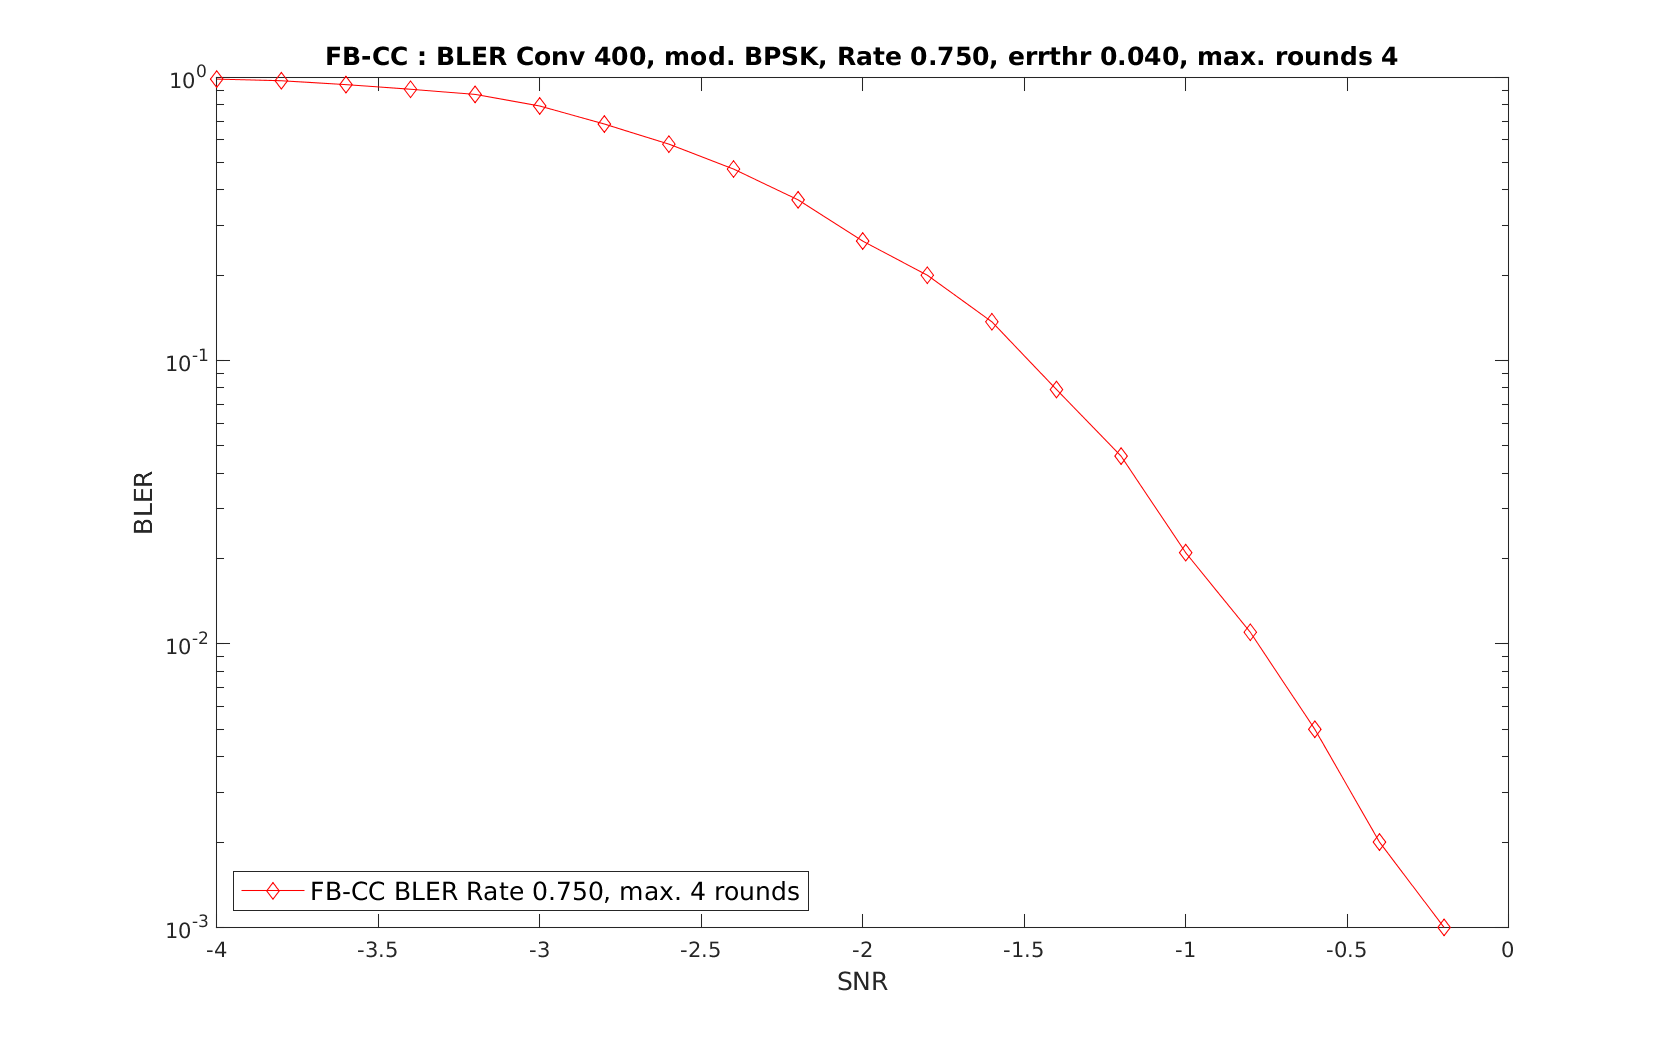 FB-CC : BLER Conv 400, mod. BPSK, Rate 0.750, errthr 0.040, max. rounds 4
10^0
10^-1
10^-2
10^-3
BLER
FB-CC BLER Rate 0.750, max. 4 rounds
-4 -3.5 -3 -2.5 -2 -1.5 -1 -0.5 0
SNR